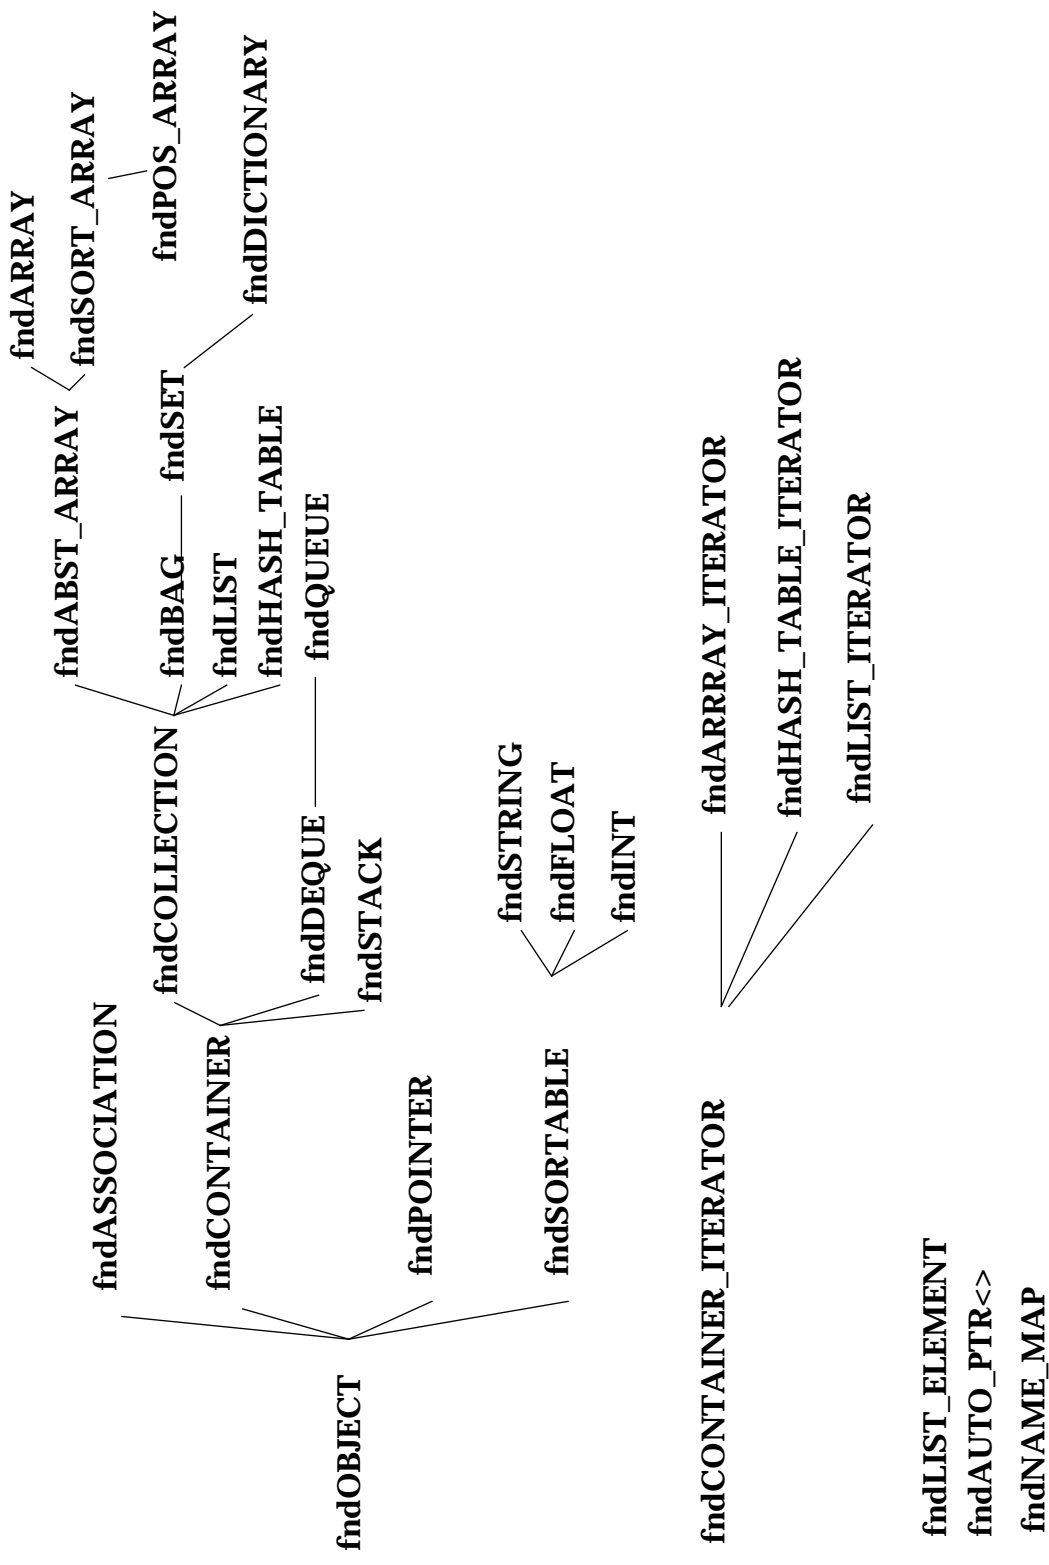 fndOBJECT
fndASSOCIATION
fndCONTAINER
fndPOINTER
fndSORTABLE
fndCOLLECTION
fndDEQUE
fndSTACK
fndABST_ARRAY
fndBAG
fndLIST
fndHASH_TABLE
fndQUEUE
fndARRAY
fndSORT_ARRAY
fndPOS_ARRAY
fndSET
fndDICTIONARY
fndSTRING
fndFLOAT
fndINT
fndCONTAINER_ITERATOR
fndARRRAY_ITERATOR
fndHASH_TABLE_ITERATOR
fndLIST_ITERATOR
fndLIST_ELEMENT
fndAUTO_PTR<>
fndNAME_MAP